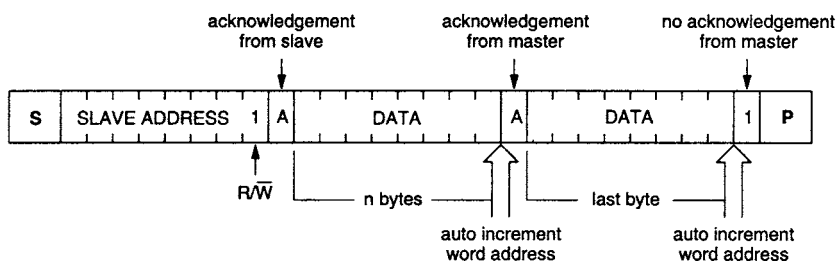 acknowledgement
from slave
acknowledgement
from master
no acknowledgement
from master
S SLAVE ADDRESS 1 A DATA A DATA 1 P
R/W̅
n bytes
last byte
auto increment
word address
auto increment
word address